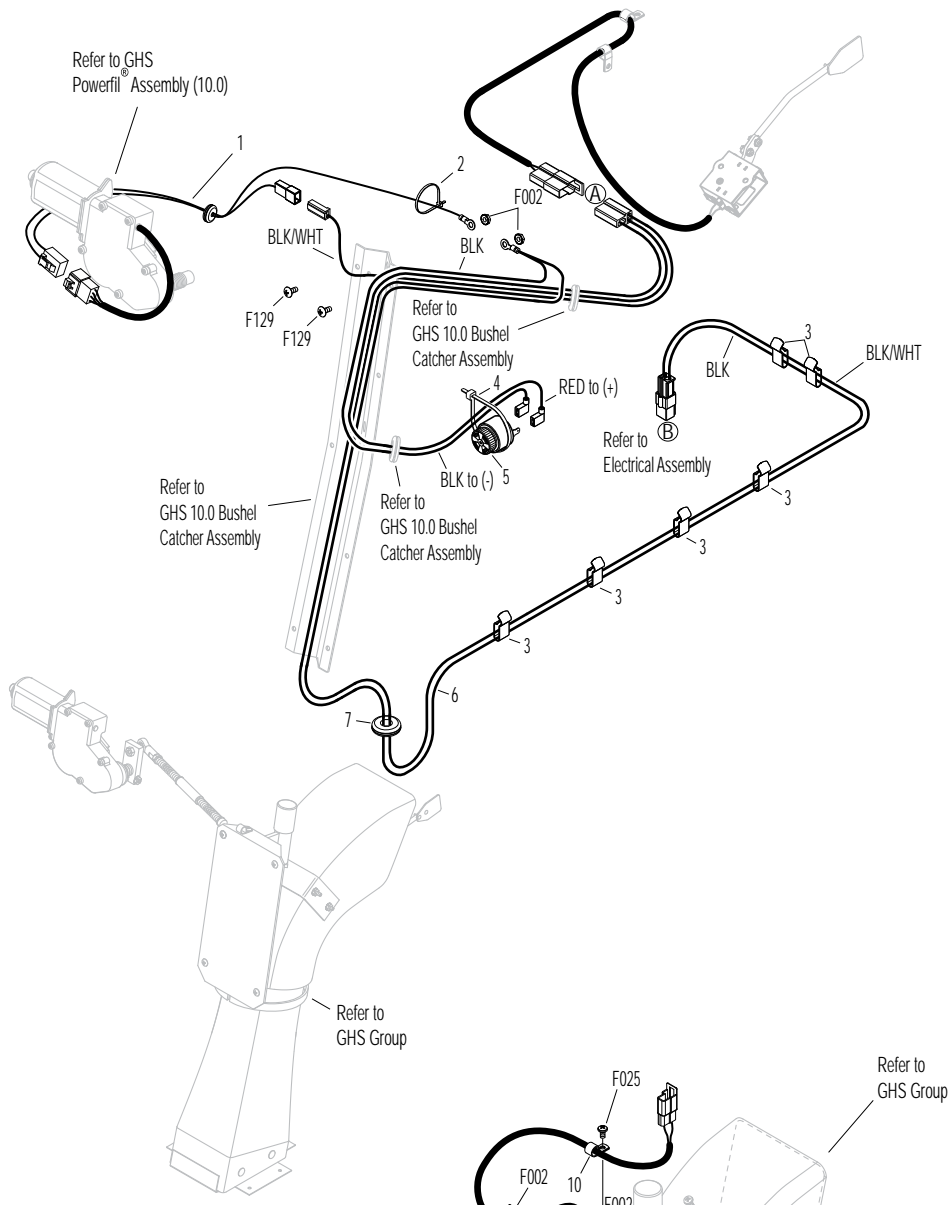 Refer to GHS
Powerfil® Assembly (10.0)
1
2
F002
A
BLK/WHT
BLK
F129
F129
Refer to
GHS 10.0 Bushel
Catcher Assembly
3
BLK
BLK/WHT
4
RED to (+)
B
Refer to
Electrical Assembly
BLK to (-)
5
3
Refer to
GHS 10.0 Bushel
Catcher Assembly
Refer to
GHS 10.0 Bushel
Catcher Assembly
3
3
3
6
7
Refer to
GHS Group
Refer to
GHS Group
F025
F002
10
F002